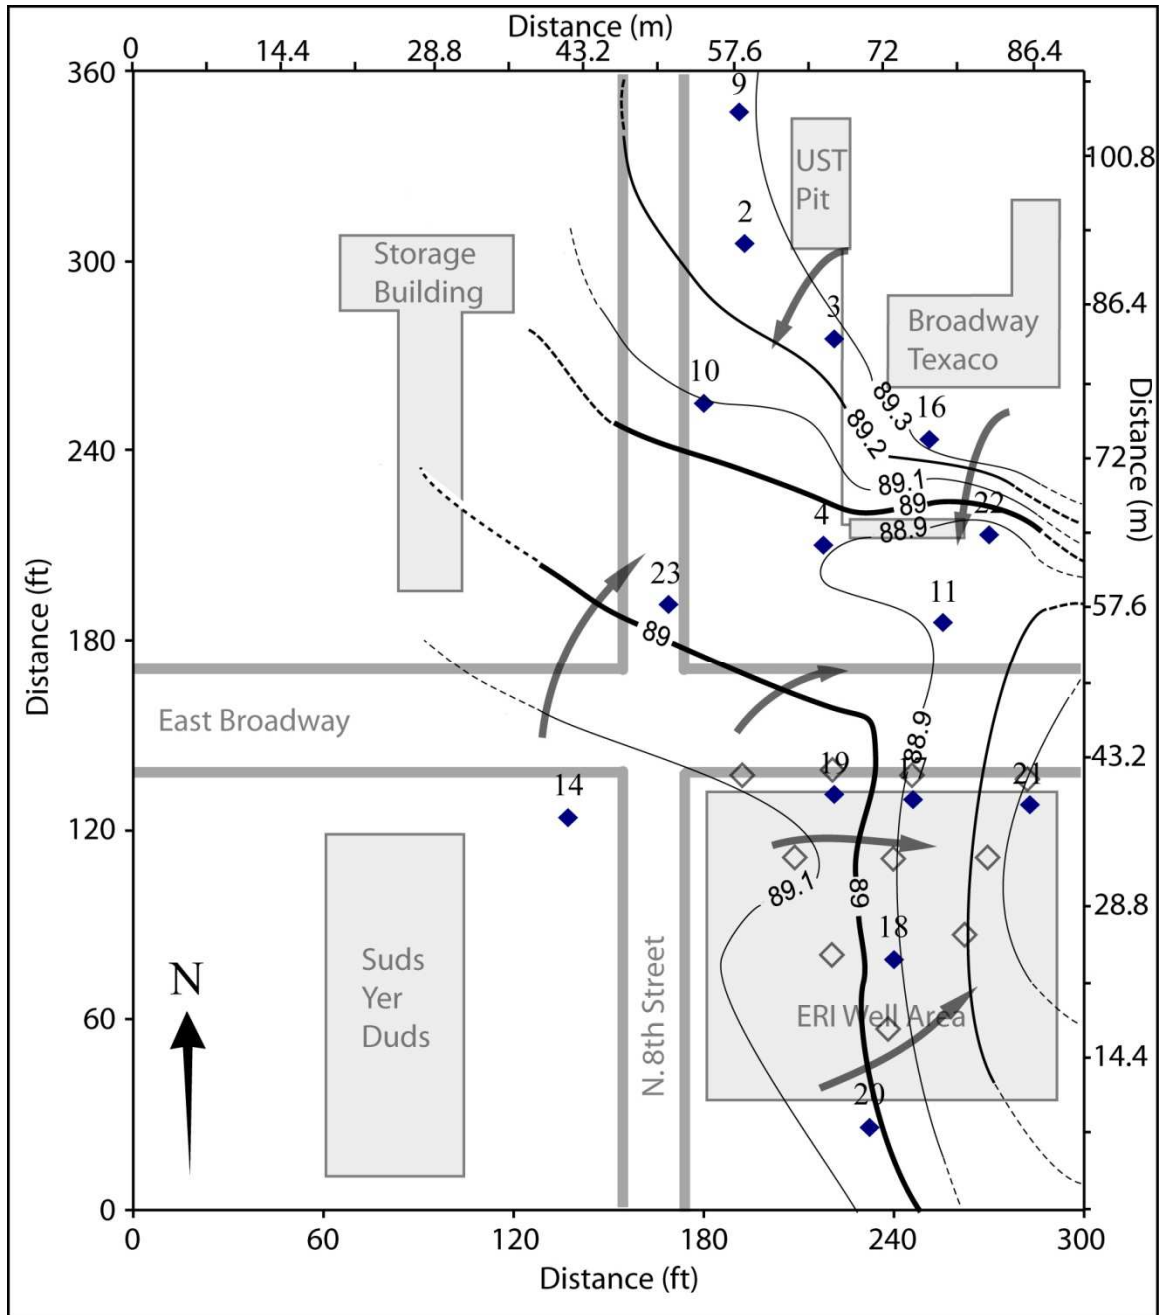 Distance (m)
0 14.4 28.8 43.2 57.6 72 86.4
360
9
UST
Pit
100.8
2
300
Storage
Building
3
86.4
Broadway
Texaco
10
89.3
16
89.2
Distance (m)
240
72
89.1
89
22
88.9
4
23
11
57.6
89
180
Distance (ft)
East Broadway
88.9
43.2
19
17
21
14
120
89.1
89
28.8
18
Suds
Yer
Duds
N. 8th Street
N
60
ERI Well Area
14.4
20
0
0 60 120 180 240 300
Distance (ft)